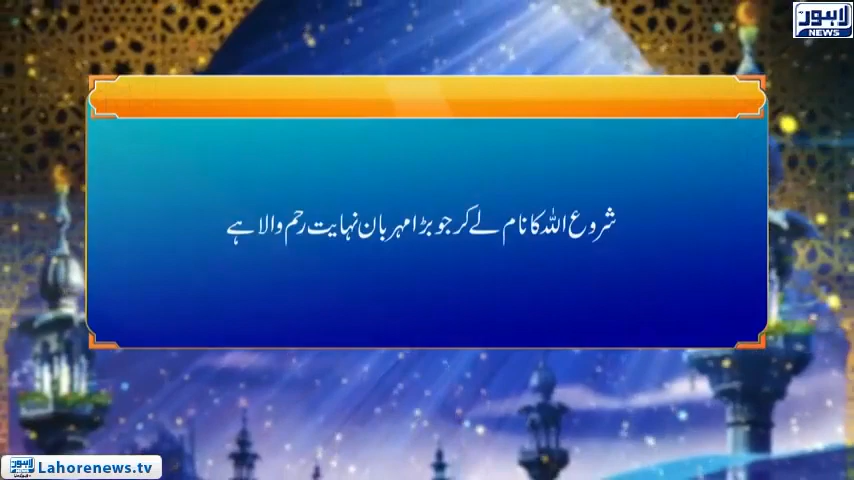 لاہور
NEWS
شروع اللہ کا نام لے کر جو بڑا مہربان نہایت رحم والا ہے
لاہور
Lahorenews.tv